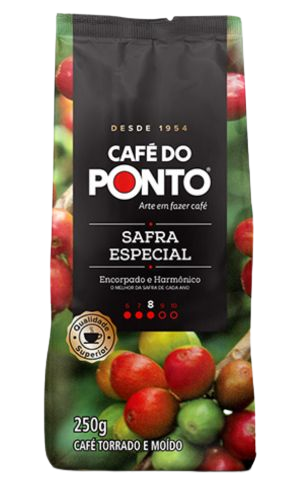 DESDE 1954
CAFÉ DO
PONTO®
Arte em fazer café
SAFRA
ESPECIAL
Encorpado e Harmônico
O MELHOR DA SAFRA DE CADA ANO
6 7 8 9 10
Qualidade
Superior
250g
CAFÉ TORRADO E MOÍDO